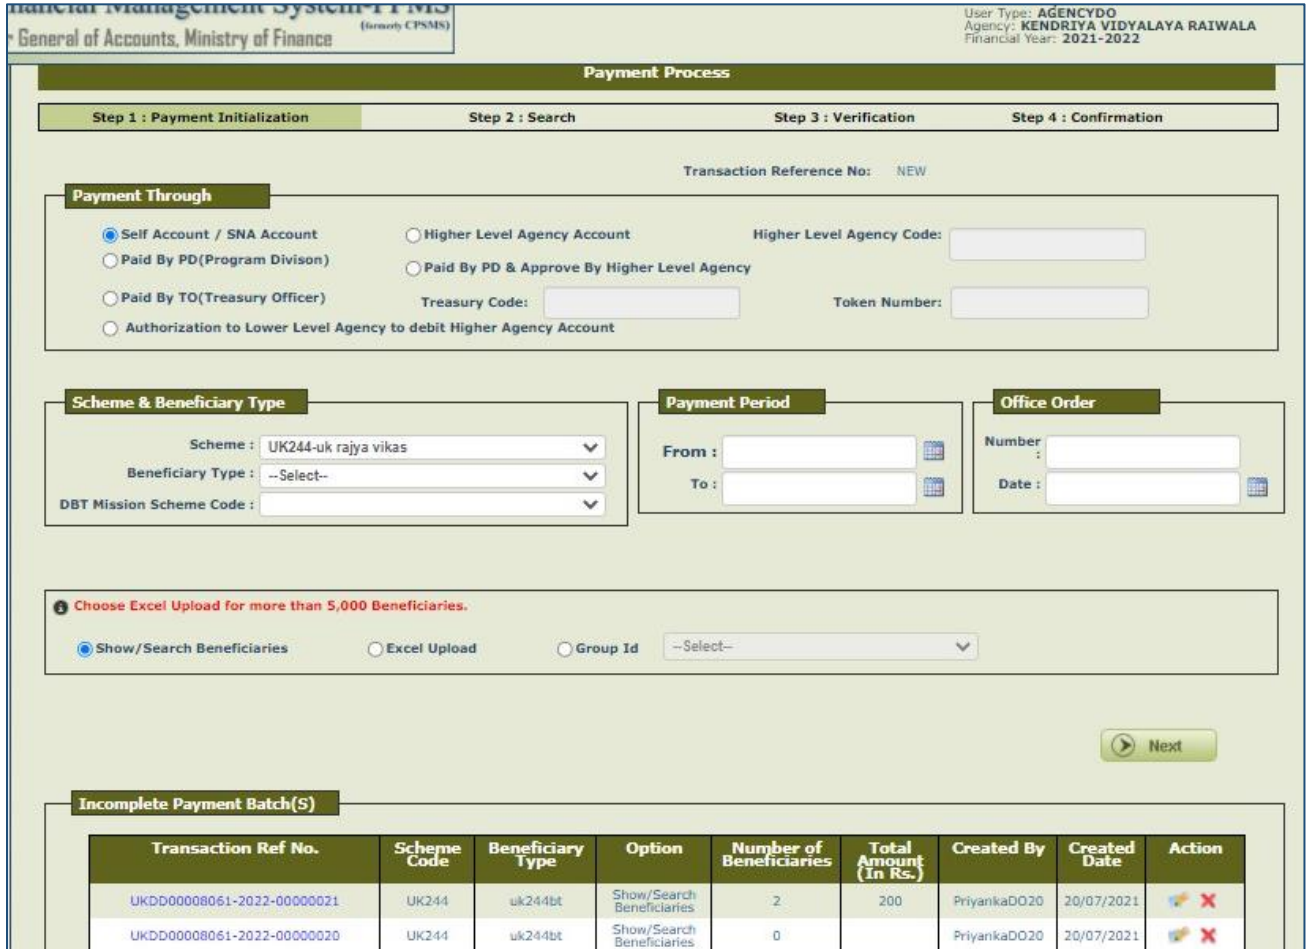 nancial Management System-PFMS
(formerly CPSMS)
r General of Accounts, Ministry of Finance
User Type: AGENCYDO
Agency: KENDRIYA VIDYALAYA RAIWALA
Financial Year: 2021-2022
Payment Process
Step 1 : Payment Initialization Step 2 : Search Step 3 : Verification Step 4 : Confirmation
Transaction Reference No: NEW
Payment Through
Self Account / SNA Account Higher Level Agency Account Higher Level Agency Code:
Paid By PD(Program Divison) Paid By PD & Approve By Higher Level Agency
Paid By TO(Treasury Officer) Treasury Code: Token Number:
Authorization to Lower Level Agency to debit Higher Agency Account
Scheme & Beneficiary Type
Scheme : UK244-uk rajya vikas
Beneficiary Type : --Select--
DBT Mission Scheme Code :
Payment Period
From :
To :
Office Order
Number :
Date :
Choose Excel Upload for more than 5,000 Beneficiaries.
Show/Search Beneficiaries Excel Upload Group Id --Select--
Next
Incomplete Payment Batch(S)
Transaction Ref No. Scheme Code Beneficiary Type Option Number of Beneficiaries Total Amount (In Rs.) Created By Created Date Action
UKDD00008061-2022-00000021 UK244 uk244bt Show/Search Beneficiaries 2 200 PriyankaDO20 20/07/2021
UKDD00008061-2022-00000020 UK244 uk244bt Show/Search Beneficiaries 0 PriyankaDO20 20/07/2021